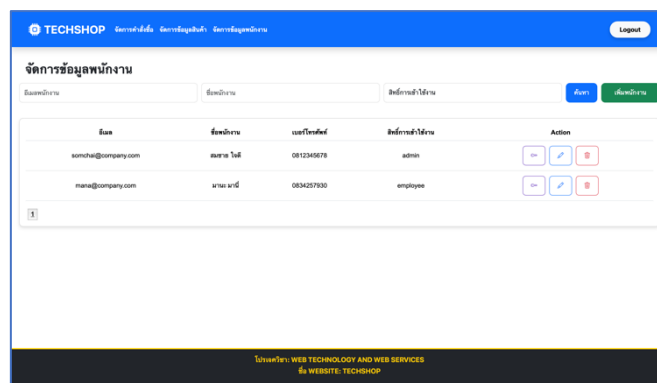 TECHSHOP จัดการคำสั่งซื้อ จัดการข้อมูลสินค้า จัดการข้อมูลพนักงาน Logout
จัดการข้อมูลพนักงาน
อีเมลพนักงาน ชื่อพนักงาน สิทธิ์การเข้าใช้งาน ค้นหา เพิ่มพนักงาน
อีเมล ชื่อพนักงาน เบอร์โทรศัพท์ สิทธิ์การเข้าใช้งาน Action
somchai@company.com สมชาย ใจดี 0812345678 admin
mana@company.com มานะ มานี่ 0834257930 employee
1
โปรเจควิชา: WEB TECHNOLOGY AND WEB SERVICES
ชื่อ WEBSITE: TECHSHOP